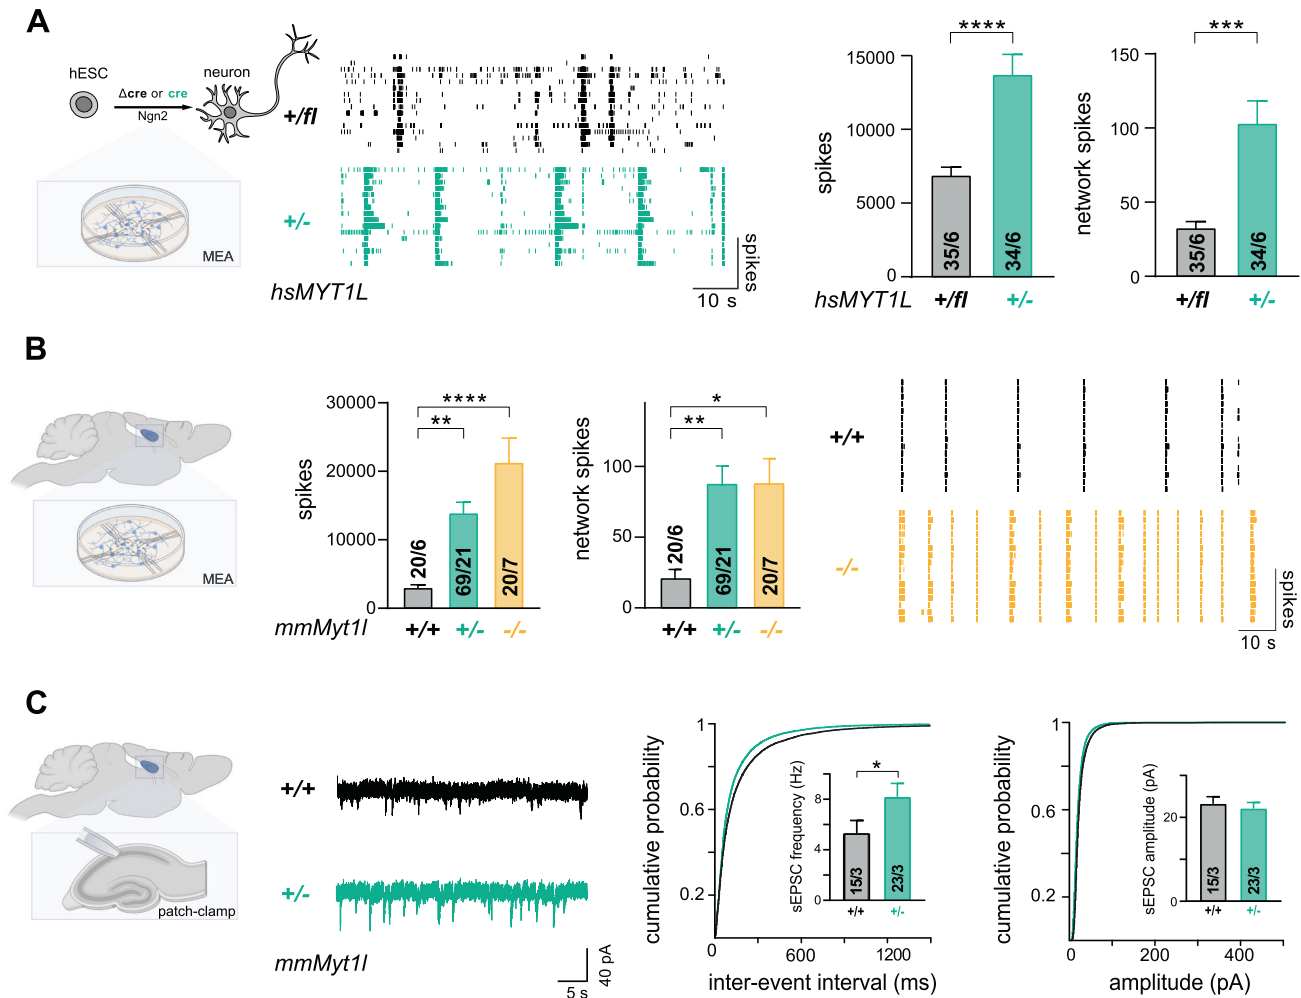 A
hESC
neuron
Δcre or cre
Ngn2
MEA
+/fl
+/-
hsMYT1L
spikes
10 s
spikes
15000
10000
5000
0
****
35/6
34/6
hsMYT1L +/fl +/-
network spikes
150
100
50
0
***
35/6
34/6
+/fl +/-
B
MEA
spikes
30000
20000
10000
0
****
**
20/6
69/21
20/7
mmMyt1l +/+ +/- -/-
network spikes
100
50
0
*
**
20/6
69/21
20/7
+/+ +/- -/-
+/+
-/-
spikes
10 s
C
patch-clamp
+/+
+/-
mmMyt1l
40 pA
5 s
cumulative probability
1
0.6
0.2
0 600 1200
inter-event interval (ms)
sEPSC frequency (Hz)
8
4
0
*
15/3
23/3
+/+ +/-
cumulative probability
1
0.6
0.2
0 200 400
amplitude (pA)
sEPSC amplitude (pA)
20
0
15/3
23/3
+/+ +/-